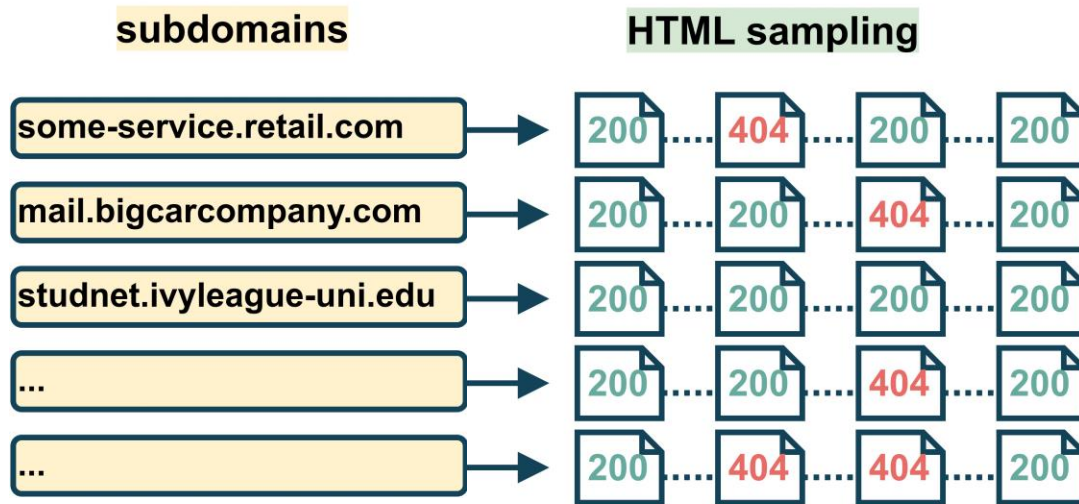 subdomains HTML sampling
some-service.retail.com 200 ..... 404 ..... 200 ..... 200
mail.bigcarcompany.com 200 ..... 200 ..... 404 ..... 200
studnet.ivyleague-uni.edu 200 ..... 200 ..... 200 ..... 200
... 200 ..... 200 ..... 404 ..... 200
... 200 ..... 404 ..... 404 ..... 200